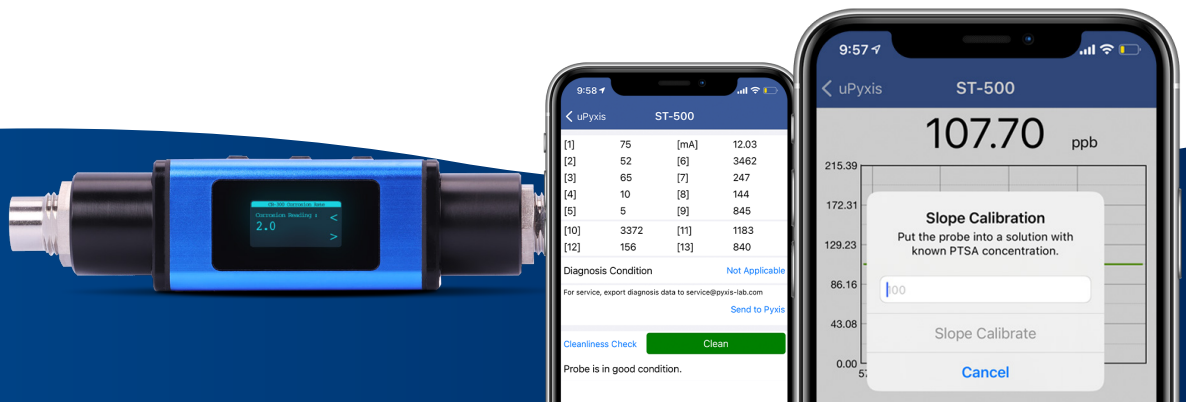 CR-300 Corrosion Rate
Corrosion Reading :
2.0
<
>
9:58
< uPyxis
ST-500
[1] 75 [mA] 12.03
[2] 52 [6] 3462
[3] 65 [7] 247
[4] 10 [8] 144
[5] 5 [9] 845
[10] 3372 [11] 1183
[12] 156 [13] 840
Diagnosis Condition Not Applicable
For service, export diagnosis data to service@pyxis-lab.com
Send to Pyxis
Cleanliness Check Clean
Probe is in good condition.
9:57
< uPyxis
ST-500
107.70 ppb
215.39
172.31
129.23
86.16
43.08
0.00
Slope Calibration
Put the probe into a solution with
known PTSA concentration.
100
Slope Calibrate
Cancel